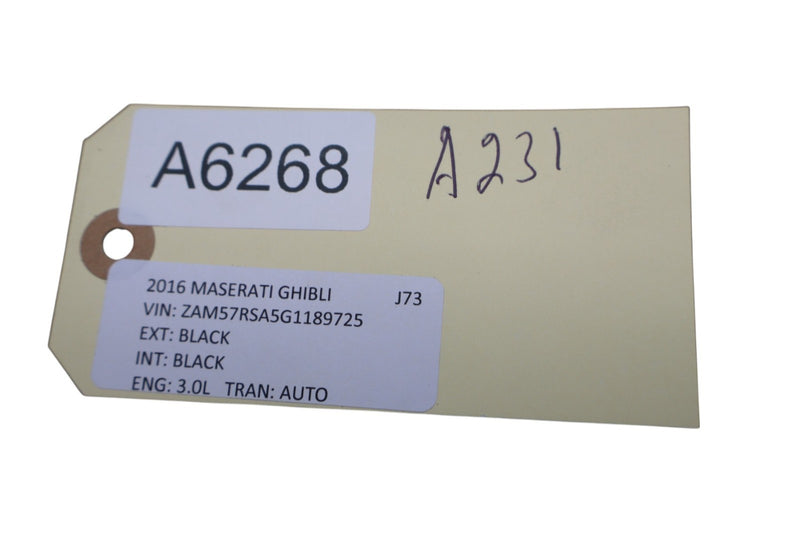 A6268
A231
2016 MASERATI GHIBLI J73
VIN: ZAM57RSA5G1189725
EXT: BLACK
INT: BLACK
ENG: 3.0L TRAN: AUTO